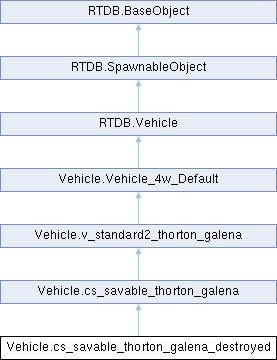 RTDB.BaseObject
RTDB.SpawnableObject
RTDB.Vehicle
Vehicle.Vehicle_4w_Default
Vehicle.v_standard2_thorton_galena
Vehicle.cs_savable_thorton_galena
Vehicle.cs_savable_thorton_galena_destroyed